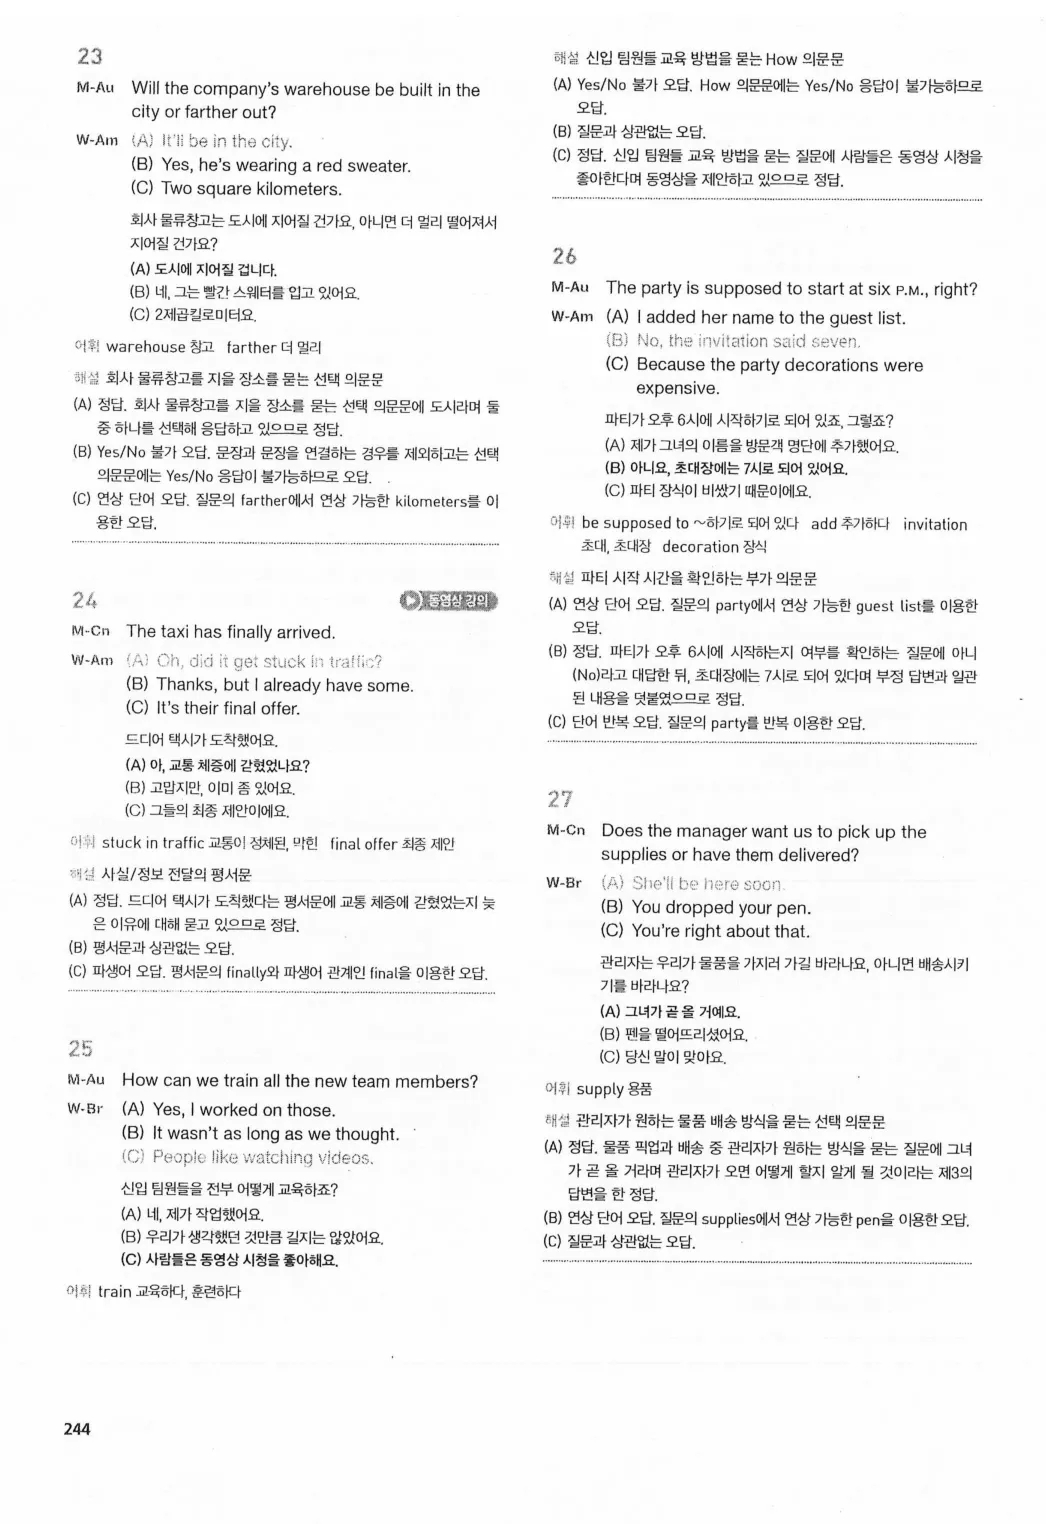 23
M-Au Will the company's warehouse be built in the
city or farther out?
W-Am (A) It'll be in the city.
(B) Yes, he's wearing a red sweater.
(C) Two square kilometers.
회사 물류창고는 도시에 지어질 건가요, 아니면 더 멀리 떨어져서
지어질 건가요?
(A) 도시에 지어질 겁니다.
(B) 네, 그는 빨간 스웨터를 입고 있어요.
(C) 2제곱킬로미터요.
어휘 warehouse 창고 farther 더 멀리
해설 회사 물류창고를 지을 장소를 묻는 선택 의문문
(A) 정답. 회사 물류창고를 지을 장소를 묻는 선택 의문문에 도시라며 둘
중 하나를 선택해 응답하고 있으므로 정답.
(B) Yes/No 불가 오답. 문장과 문장을 연결하는 경우를 제외하고는 선택
의문문에는 Yes/No 응답이 불가능하므로 오답.
(C) 연상 단어 오답. 질문의 farther에서 연상 가능한 kilometers를 이
용한 오답.
24
동영상 강의
M-Cn The taxi has finally arrived.
W-Am (A) Oh, did it get stuck in traffic?
(B) Thanks, but I already have some.
(C) It's their final offer.
드디어 택시가 도착했어요.
(A) 아, 교통 체증에 갇혔었나요?
(B) 고맙지만, 이미 좀 있어요.
(C) 그들의 최종 제안이에요.
어휘 stuck in traffic 교통이 정체된, 막힌 final offer 최종 제안
해설 사실/정보 전달의 평서문
(A) 정답. 드디어 택시가 도착했다는 평서문에 교통 체증에 갇혔었는지 늦
은 이유에 대해 묻고 있으므로 정답.
(B) 평서문과 상관없는 오답.
(C) 파생어 오답. 평서문의 finally와 파생어 관계인 final을 이용한 오답.
25
M-Au How can we train all the new team members?
W-Br (A) Yes, I worked on those.
(B) It wasn't as long as we thought.
(C) People like watching videos.
신입 팀원들을 전부 어떻게 교육하죠?
(A) 네, 제가 작업했어요.
(B) 우리가 생각했던 것만큼 길지는 않았어요.
(C) 사람들은 동영상 시청을 좋아해요.
어휘 train 교육하다, 훈련하다
해설 신입 팀원들 교육 방법을 묻는 How 의문문
(A) Yes/No 불가 오답. How 의문문에는 Yes/No 응답이 불가능하므로
오답.
(B) 질문과 상관없는 오답.
(C) 정답. 신입 팀원들 교육 방법을 묻는 질문에 사람들은 동영상 시청을
좋아한다며 동영상을 제안하고 있으므로 정답.
26
M-Au The party is supposed to start at six P.M., right?
W-Am (A) I added her name to the guest list.
(B) No, the invitation said seven.
(C) Because the party decorations were
expensive.
파티가 오후 6시에 시작하기로 되어 있죠, 그렇죠?
(A) 제가 그녀의 이름을 방문객 명단에 추가했어요.
(B) 아니요, 초대장에는 7시로 되어 있어요.
(C) 파티 장식이 비쌌기 때문이에요.
어휘 be supposed to ~하기로 되어 있다 add 추가하다 invitation
초대, 초대장 decoration 장식
해설 파티 시작 시간을 확인하는 부가 의문문
(A) 연상 단어 오답. 질문의 party에서 연상 가능한 guest list를 이용한
오답.
(B) 정답. 파티가 오후 6시에 시작하는지 여부를 확인하는 질문에 아니
(No)라고 대답한 뒤, 초대장에는 7시로 되어 있다며 부정 답변과 일관
된 내용을 덧붙였으므로 정답.
(C) 단어 반복 오답. 질문의 party를 반복 이용한 오답.
27
M-Cn Does the manager want us to pick up the
supplies or have them delivered?
W-Br (A) She'll be here soon.
(B) You dropped your pen.
(C) You're right about that.
관리자는 우리가 물품을 가지러 가길 바라나요, 아니면 배송시키
기를 바라나요?
(A) 그녀가 곧 올 거예요.
(B) 펜을 떨어뜨리셨어요.
(C) 당신 말이 맞아요.
어휘 supply 용품
해설 관리자가 원하는 물품 배송 방식을 묻는 선택 의문문
(A) 정답. 물품 픽업과 배송 중 관리자가 원하는 방식을 묻는 질문에 그녀
가 곧 올 거라며 관리자가 오면 어떻게 할지 알게 될 것이라는 제3의
답변을 한 정답.
(B) 연상 단어 오답. 질문의 supplies에서 연상 가능한 pen을 이용한 오답.
(C) 질문과 상관없는 오답.
244